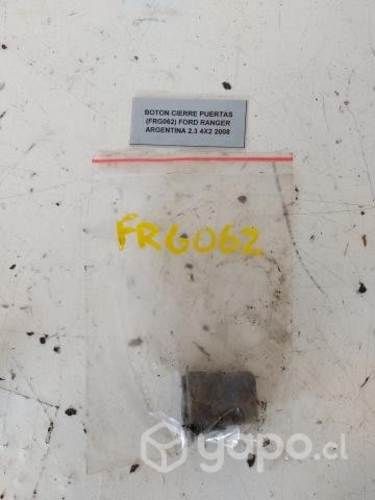 BOTON CIERRE PUERTAS
(FRG062) FORD RANGER
ARGENTINA 2.3 4X2 2008
FRG062
yapo.cl